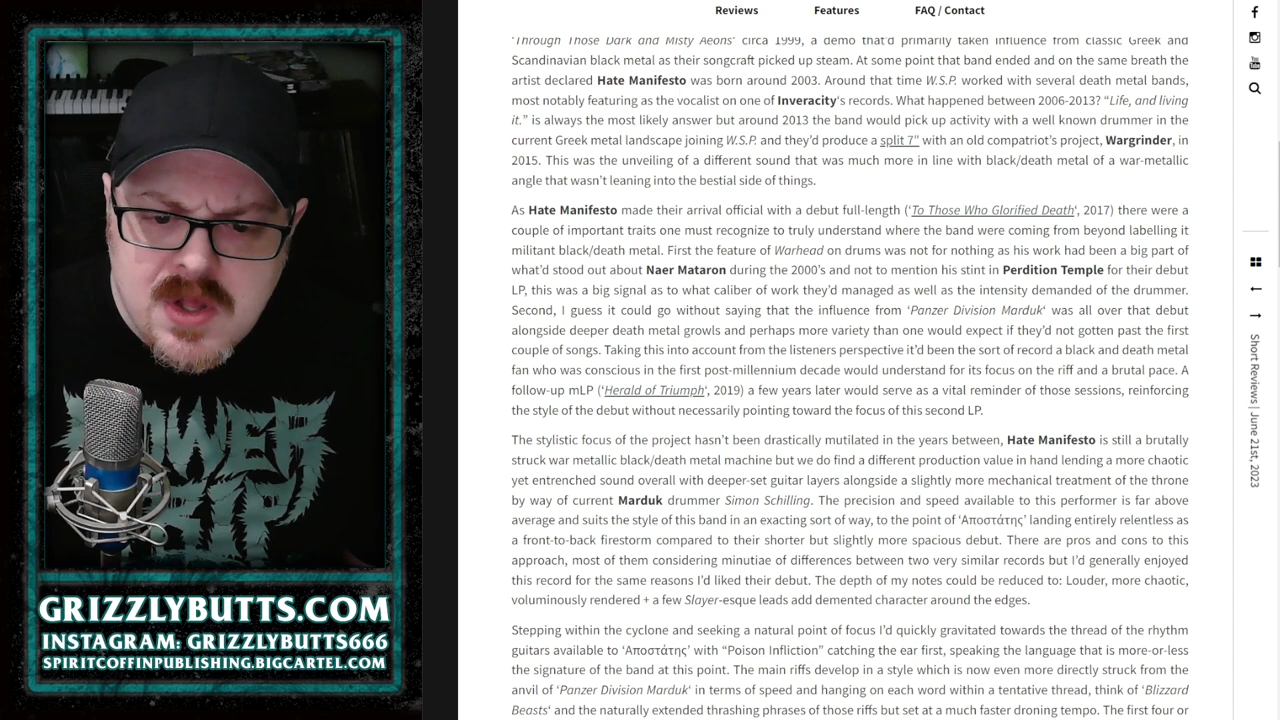 POWER
TRIP
GRIZZLYBUTTS.COM
INSTAGRAM: GRIZZLYBUTTS666
SPIRITCOFFINPUBLISHING.BIGCARTEL.COM
Reviews Features FAQ / Contact
'Through Those Dark and Misty Aeons' circa 1999, a demo that'd primarily taken influence from classic Greek and
Scandinavian black metal as their songcraft picked up steam. At some point that band ended and on the same breath the
artist declared Hate Manifesto was born around 2003. Around that time W.S.P. worked with several death metal bands,
most notably featuring as the vocalist on one of Inveracity's records. What happened between 2006-2013? "Life, and living
it." is always the most likely answer but around 2013 the band would pick up activity with a well known drummer in the
current Greek metal landscape joining W.S.P. and they'd produce a split 7" with an old compatriot's project, Wargrinder, in
2015. This was the unveiling of a different sound that was much more in line with black/death metal of a war-metallic
angle that wasn't leaning into the bestial side of things.
As Hate Manifesto made their arrival official with a debut full-length ('To Those Who Glorified Death', 2017) there were a
couple of important traits one must recognize to truly understand where the band were coming from beyond labelling it
militant black/death metal. First the feature of Warhead on drums was not for nothing as his work had been a big part of
what'd stood out about Naer Mataron during the 2000's and not to mention his stint in Perdition Temple for their debut
LP, this was a big signal as to what caliber of work they'd managed as well as the intensity demanded of the drummer.
Second, I guess it could go without saying that the influence from 'Panzer Division Marduk' was all over that debut
alongside deeper death metal growls and perhaps more variety than one would expect if they'd not gotten past the first
couple of songs. Taking this into account from the listeners perspective it'd been the sort of record a black and death metal
fan who was conscious in the first post-millennium decade would understand for its focus on the riff and a brutal pace. A
follow-up mLP ('Herald of Triumph', 2019) a few years later would serve as a vital reminder of those sessions, reinforcing
the style of the debut without necessarily pointing toward the focus of this second LP.
The stylistic focus of the project hasn't been drastically mutilated in the years between, Hate Manifesto is still a brutally
struck war metallic black/death metal machine but we do find a different production value in hand lending a more chaotic
yet entrenched sound overall with deeper-set guitar layers alongside a slightly more mechanical treatment of the throne
by way of current Marduk drummer Simon Schilling. The precision and speed available to this performer is far above
average and suits the style of this band in an exacting sort of way, to the point of 'Αποστάτης' landing entirely relentless as
a front-to-back firestorm compared to their shorter but slightly more spacious debut. There are pros and cons to this
approach, most of them considering minutiae of differences between two very similar records but I'd generally enjoyed
this record for the same reasons I'd liked their debut. The depth of my notes could be reduced to: Louder, more chaotic,
voluminously rendered + a few Slayer-esque leads add demented character around the edges.
Stepping within the cyclone and seeking a natural point of focus I'd quickly gravitated towards the thread of the rhythm
guitars available to 'Αποστάτης' with "Poison Infliction" catching the ear first, speaking the language that is more-or-less
the signature of the band at this point. The main riffs develop in a style which is now even more directly struck from the
anvil of 'Panzer Division Marduk' in terms of speed and hanging on each word within a tentative thread, think of 'Blizzard
Beasts' and the naturally extended thrashing phrases of those riffs but set at a much faster droning tempo. The first four or
Short Reviews | June 21st, 2023